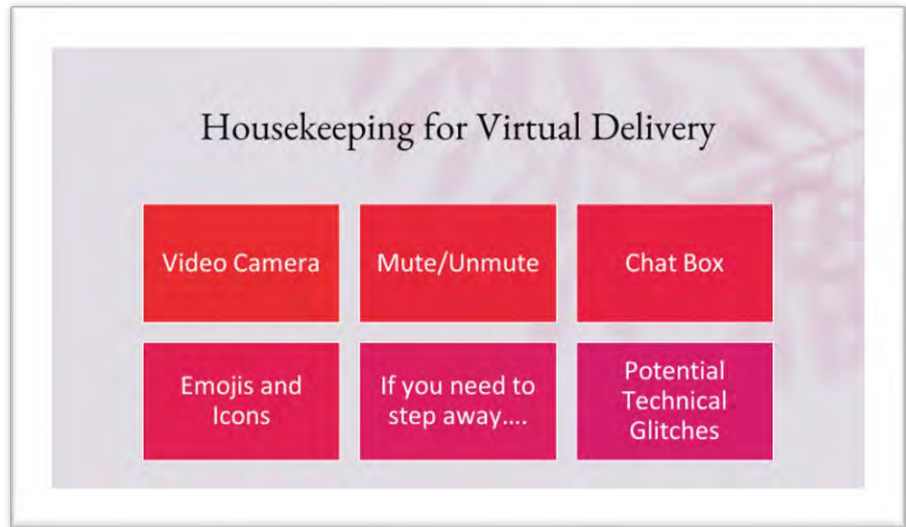 Housekeeping for Virtual Delivery
Video Camera
Mute/Unmute
Chat Box
Emojis and
Icons
If you need to
step away....
Potential
Technical
Glitches